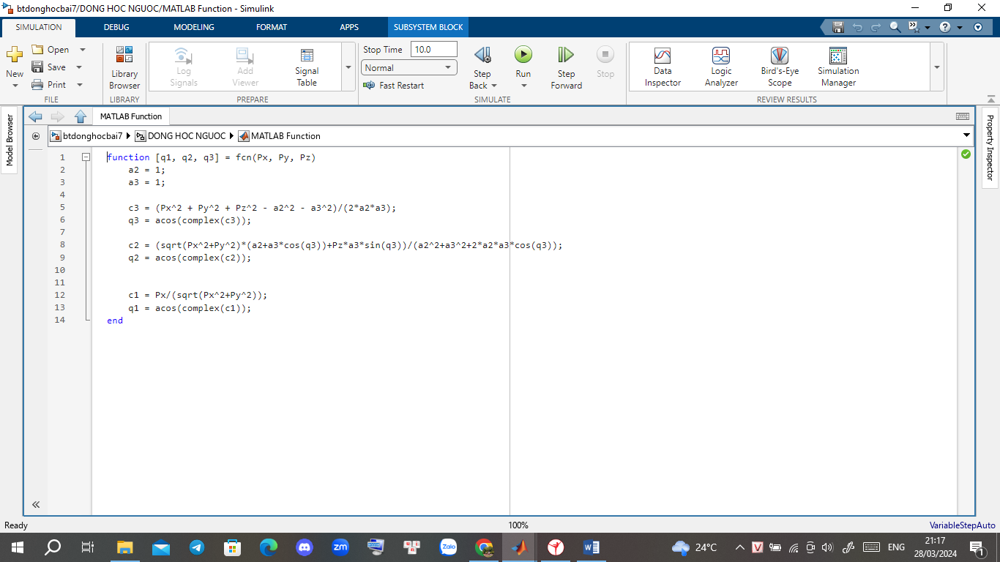 btdonghocbai7/DONG HOC NGUOC/MATLAB Function - Simulink
SIMULATION DEBUG MODELING FORMAT APPS SUBSYSTEM BLOCK
New
Open
Save
Print
FILE
Library Browser
LIBRARY
Log Signals
Add Viewer
Signal Table
PREPARE
Stop Time 10.0
Normal
Fast Restart
Step Back
Run
Step Forward
Stop
SIMULATE
Data Inspector
Logic Analyzer
Bird's-Eye Scope
Simulation Manager
REVIEW RESULTS
Model Browser
MATLAB Function
Property Inspector
btdonghocbai7 DONG HOC NGUOC MATLAB Function
1 function [q1, q2, q3] = fcn(Px, Py, Pz)
2 a2 = 1;
3 a3 = 1;
4
5 c3 = (Px^2 + Py^2 + Pz^2 - a2^2 - a3^2)/(2*a2*a3);
6 q3 = acos(complex(c3));
7
8 c2 = (sqrt(Px^2+Py^2)*(a2+a3*cos(q3))+Pz*a3*sin(q3))/(a2^2+a3^2+2*a2*a3*cos(q3));
9 q2 = acos(complex(c2));
10
11
12 c1 = Px/(sqrt(Px^2+Py^2));
13 q1 = acos(complex(c1));
14 end
Ready 100% VariableStepAuto
zm
Zalo
24°C
V
ENG
21:17
28/03/2024
1